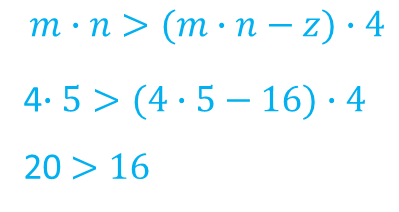 m · n > (m · n − z) · 4
4· 5 > (4 · 5 − 16) · 4
20 > 16